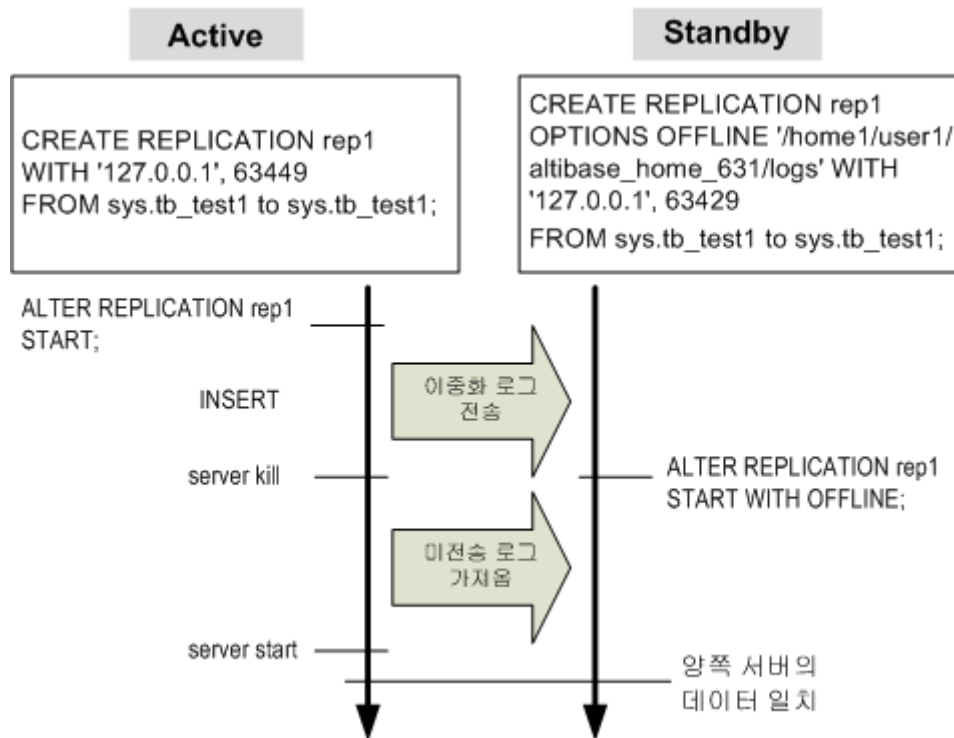 Active
Standby
CREATE REPLICATION rep1
WITH '127.0.0.1', 63449
FROM sys.tb_test1 to sys.tb_test1;
CREATE REPLICATION rep1
OPTIONS OFFLINE '/home1/user1/
altibase_home_631/logs' WITH
'127.0.0.1', 63429
FROM sys.tb_test1 to sys.tb_test1;
ALTER REPLICATION rep1
START;
INSERT
이중화 로그
전송
server kill
ALTER REPLICATION rep1
START WITH OFFLINE;
미전송 로그
가져옴
server start
양쪽 서버의
데이터 일치